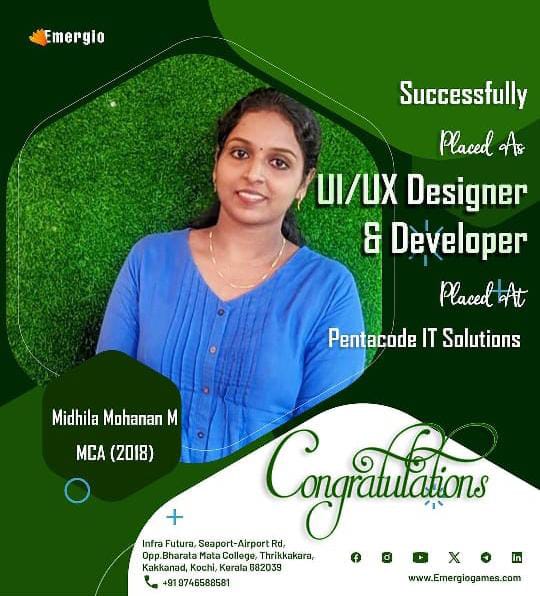 Emergio
Successfully
Placed As
UI/UX Designer
& Developer
Placed At
Pentacode IT Solutions
Midhila Mohanan M
MCA (2018)
Congratulations
Infra Futura, Seaport-Airport Rd,
Opp.Bharata Mata College, Thrikkakara,
Kakkanad, Kochi, Kerala 682039
+91 9746588581
www.Emergiogames.com